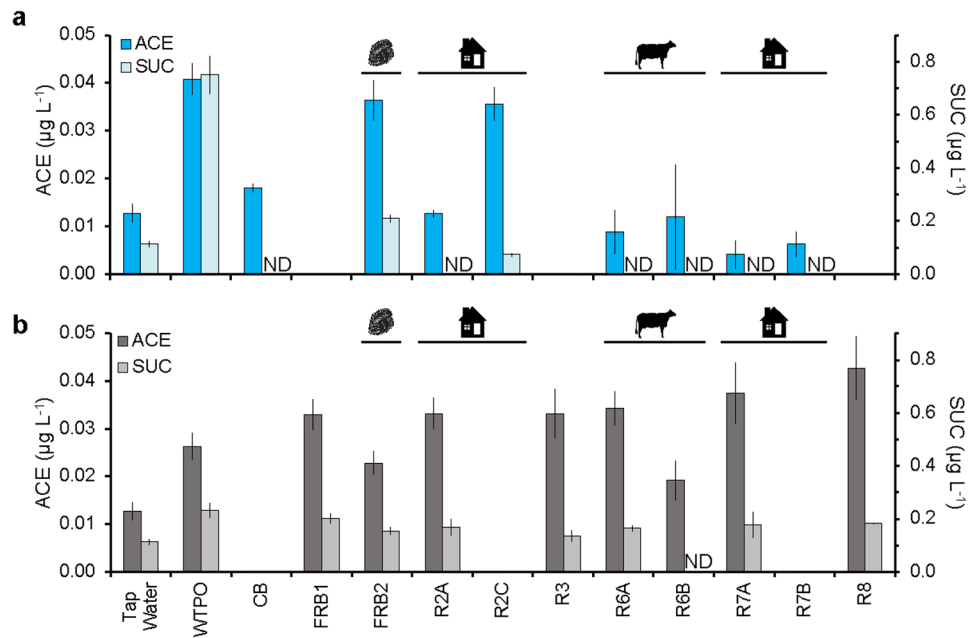 a
0.05
0.04
0.03
0.02
0.01
0.00
ACE (µg L⁻¹)
ACE
SUC
0.8
0.6
0.4
0.2
0.0
SUC (µg L⁻¹)
ND
ND
ND
ND
ND
ND
b
0.05
0.04
0.03
0.02
0.01
0.00
ACE (µg L⁻¹)
ACE
SUC
0.8
0.6
0.4
0.2
0.0
SUC (µg L⁻¹)
ND
Tap
Water
WTPO
CB
FRB1
FRB2
R2A
R2C
R3
R6A
R6B
R7A
R7B
R8